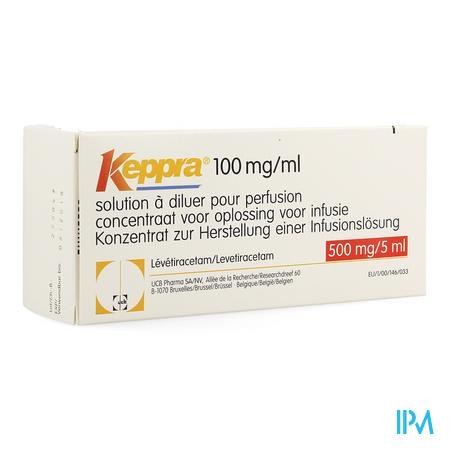 Keppra® 100 mg/ml
solution à diluer pour perfusion
concentraat voor oplossing voor infusie
Konzentrat zur Herstellung einer Infusionslösung
500 mg/5 ml
Lévétiracetam/Levetiracetam
UCB Pharma SA/NV, Allée de la Recherche/Researchdreef 60
B-1070 Bruxelles/Brussel/Brüssel - Belgique/België/Belgien
EU/1/00/146/033
ucb
IPM